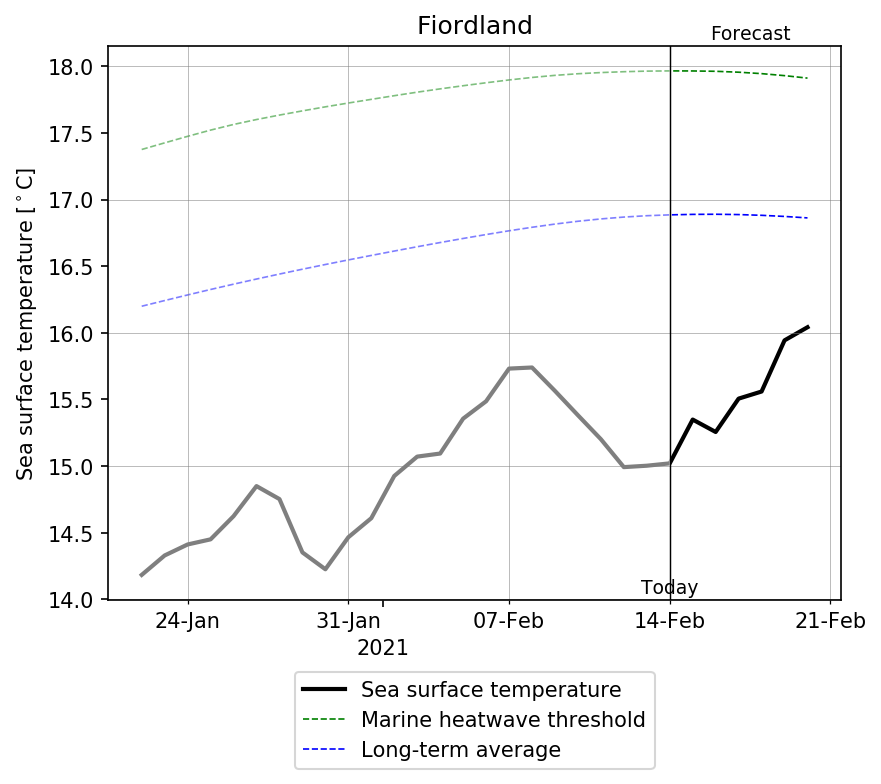 Fiordland
Forecast
Sea surface temperature [°C]
18.0
17.5
17.0
16.5
16.0
15.5
15.0
14.5
14.0
Today
24-Jan 31-Jan 07-Feb 14-Feb 21-Feb
2021
Sea surface temperature
Marine heatwave threshold
Long-term average